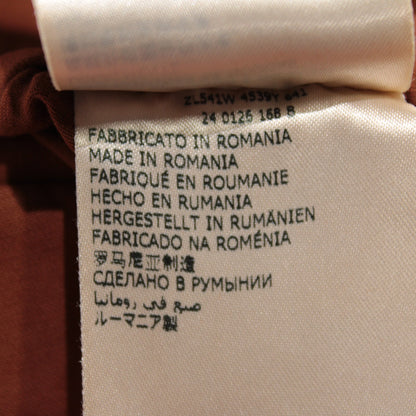 ZL541W 4539Y 641
24 0126 168 8
FABBRICATO IN ROMANIA
MADE IN ROMANIA
FABRIQUÉ EN ROUMANIE
HECHO EN RUMANIA
HERGESTELLT IN RUMÄNIEN
FABRICADO NA ROMÉNIA
罗马尼亚制造
СДЕЛАНО В РУМЫНИИ
صنع في رومانيا
ルーマニア製